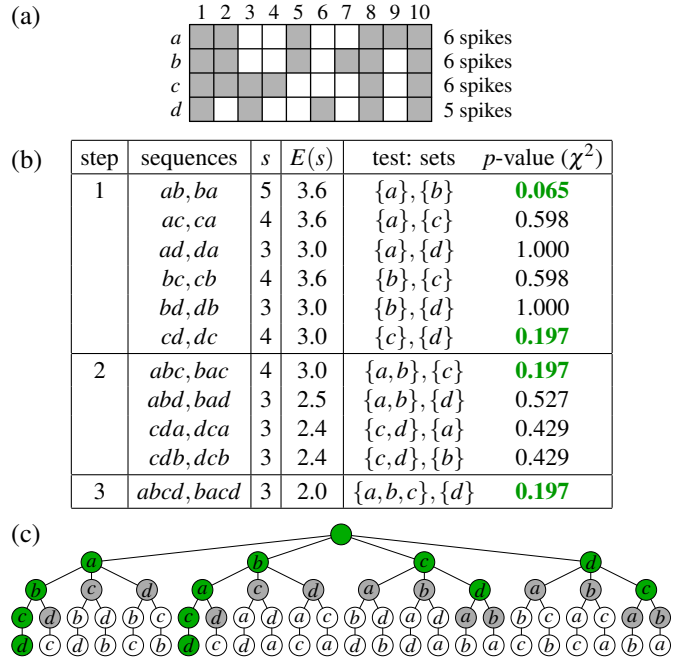 (a)
1 2 3 4 5 6 7 8 9 10
a 6 spikes
b 6 spikes
c 6 spikes
d 5 spikes
(b)
step sequences s E(s) test: sets p-value (χ²)
1 ab,ba 5 3.6 {a},{b} 0.065
ac,ca 4 3.6 {a},{c} 0.598
ad,da 3 3.0 {a},{d} 1.000
bc,cb 4 3.6 {b},{c} 0.598
bd,db 3 3.0 {b},{d} 1.000
cd,dc 4 3.0 {c},{d} 0.197
2 abc,bac 4 3.0 {a,b},{c} 0.197
abd,bad 3 2.5 {a,b},{d} 0.527
cda,dca 3 2.4 {c,d},{a} 0.429
cdb,dcb 3 2.4 {c,d},{b} 0.429
3 abcd,bacd 3 2.0 {a,b,c},{d} 0.197
(c)
a b c d
b c d a c d a b d a b c
c d b d b c c d a d a c b d a d a b b c a c a b
d c d b c b d c d a c a d b d a b a c b c a b a